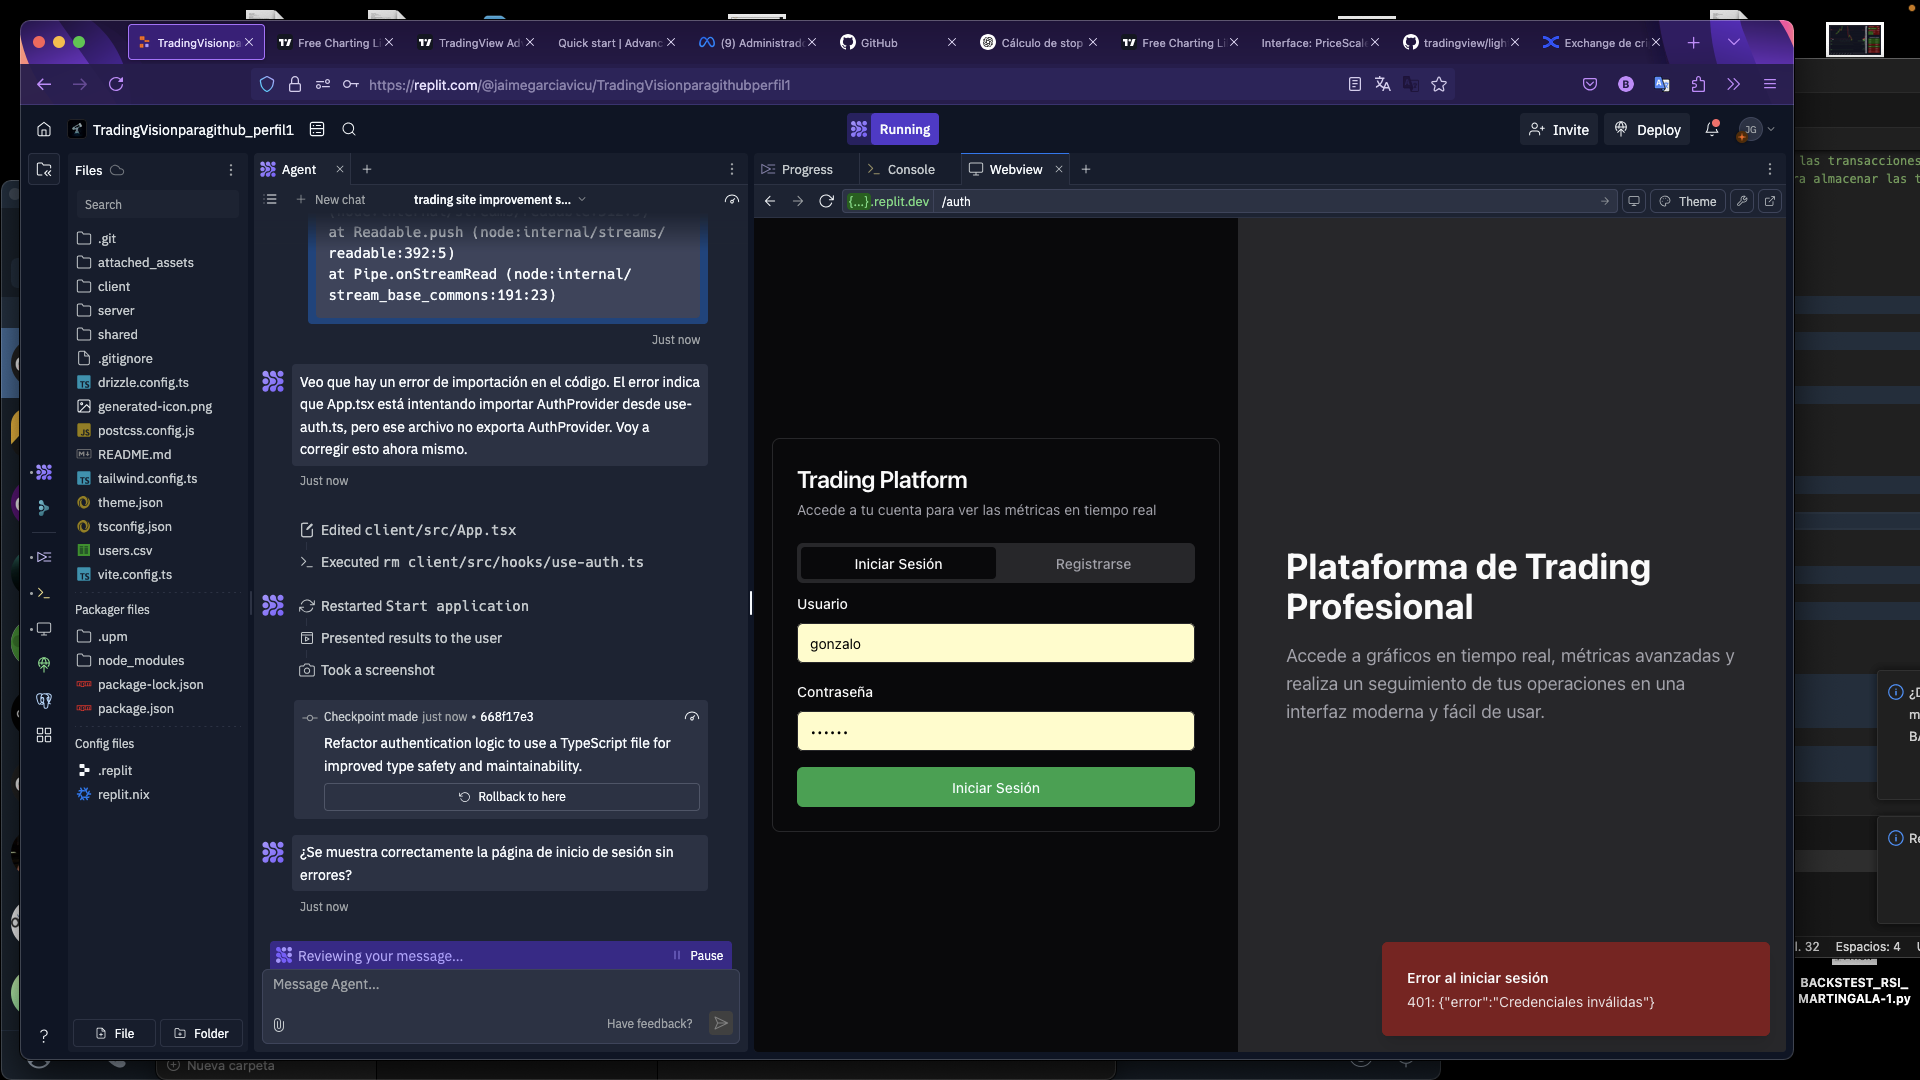 TradingVisionpa
Free Charting Li
TradingView Adv
Quick start | Advanc
(9) Administrado
GitHub
Cálculo de stop
Free Charting Li
Interface: PriceScale
tradingview/ligh
Exchange de cri
https://replit.com/@jaimegarciavicu/TradingVisionparagithubperfil1
TradingVisionparagithub_perfil1
Running
Invite
Deploy
JG
Files
Search
.git
attached_assets
client
server
shared
.gitignore
drizzle.config.ts
generated-icon.png
postcss.config.js
README.md
tailwind.config.ts
theme.json
tsconfig.json
users.csv
vite.config.ts
Packager files
.upm
node_modules
package-lock.json
package.json
Config files
.replit
replit.nix
File
Folder
Agent
New chat
trading site improvement s...
at Readable.push (node:internal/streams/
readable:392:5)
at Pipe.onStreamRead (node:internal/
stream_base_commons:191:23)
Just now
Veo que hay un error de importación en el código. El error indica
que App.tsx está intentando importar AuthProvider desde use-
auth.ts, pero ese archivo no exporta AuthProvider. Voy a
corregir esto ahora mismo.
Just now
Edited client/src/App.tsx
Executed rm client/src/hooks/use-auth.ts
Restarted Start application
Presented results to the user
Took a screenshot
Checkpoint made just now • 668f17e3
Refactor authentication logic to use a TypeScript file for
improved type safety and maintainability.
Rollback to here
¿Se muestra correctamente la página de inicio de sesión sin
errores?
Just now
Reviewing your message...
Pause
Message Agent...
Have feedback?
Progress
Console
Webview
{...}.replit.dev
/auth
Theme
Trading Platform
Accede a tu cuenta para ver las métricas en tiempo real
Iniciar Sesión
Registrarse
Usuario
gonzalo
Contraseña
••••••
Iniciar Sesión
Plataforma de Trading
Profesional
Accede a gráficos en tiempo real, métricas avanzadas y
realiza un seguimiento de tus operaciones en una
interfaz moderna y fácil de usar.
Error al iniciar sesión
401: {"error":"Credenciales inválidas"}
las transacciones
ra almacenar las t
Espacios: 4
BACKSTEST_RSI_
MARTINGALA-1.py
Nueva carpeta